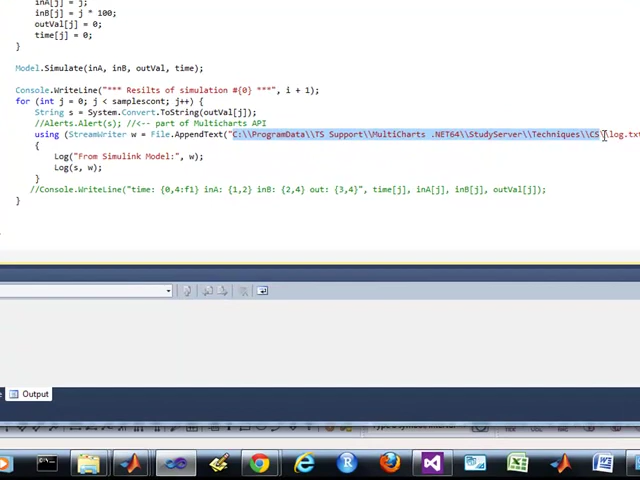 inA[j] = j;
inB[j] = j * 100;
outVal[j] = 0;
time[j] = 0;
}
Model.Simulate(inA, inB, outVal, time);
Console.WriteLine("*** Resilts of simulation #{0} ***", i + 1);
for (int j = 0; j < samplescont; j++) {
String s = System.Convert.ToString(outVal[j]);
//Alerts.Alert(s); //<-- part of Multicharts API
using (StreamWriter w = File.AppendText("C:\\ProgramData\\TS Support\\MultiCharts .NET64\\StudyServer\\Techniques\\CS\\log.txt
{
Log("From Simulink Model:", w);
Log(s, w);
}
//Console.WriteLine("time: {0,4:f1} inA: {1,2} inB: {2,4} out: {3,4}", time[j], inA[j], inB[j], outVal[j]);
}
Output